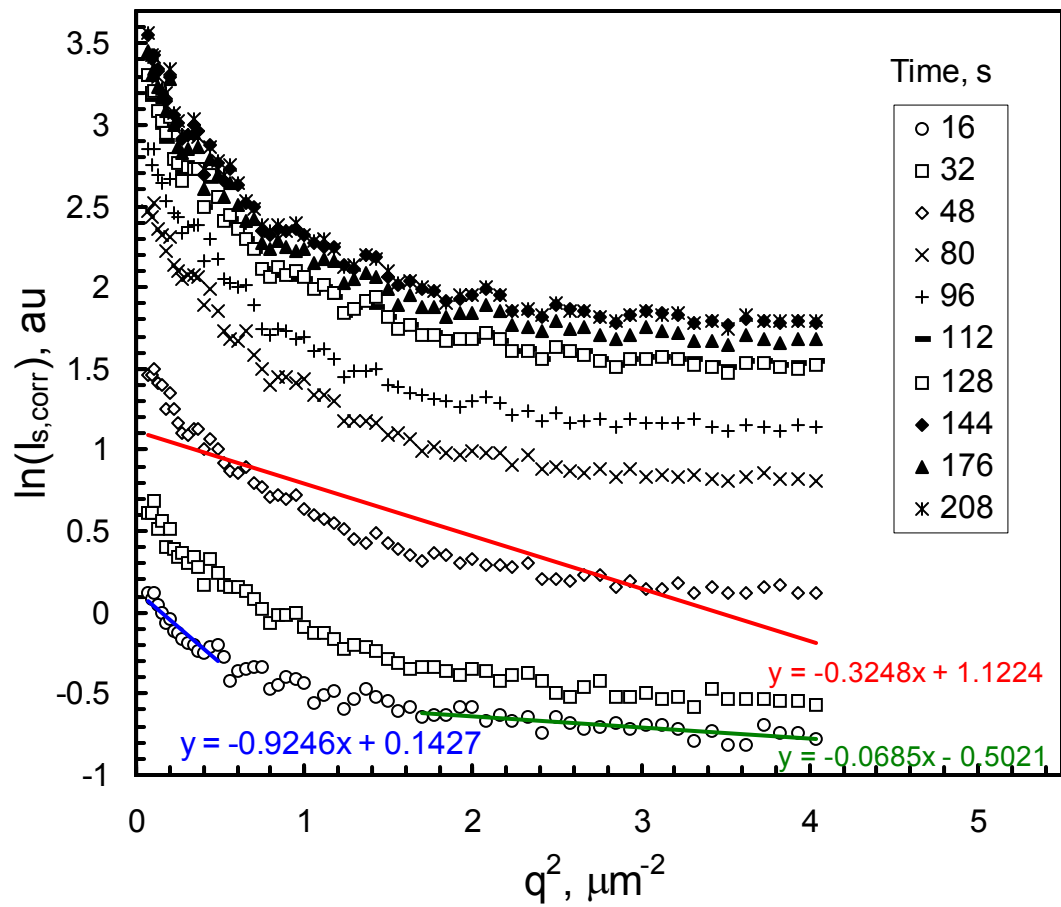 ln(I_s,corr), au
3.5
3
2.5
2
1.5
1
0.5
0
-0.5
-1
Time, s
16
32
48
80
96
112
128
144
176
208
y = -0.3248x + 1.1224
y = -0.9246x + 0.1427
y = -0.0685x - 0.5021
0 1 2 3 4 5
q², μm⁻²